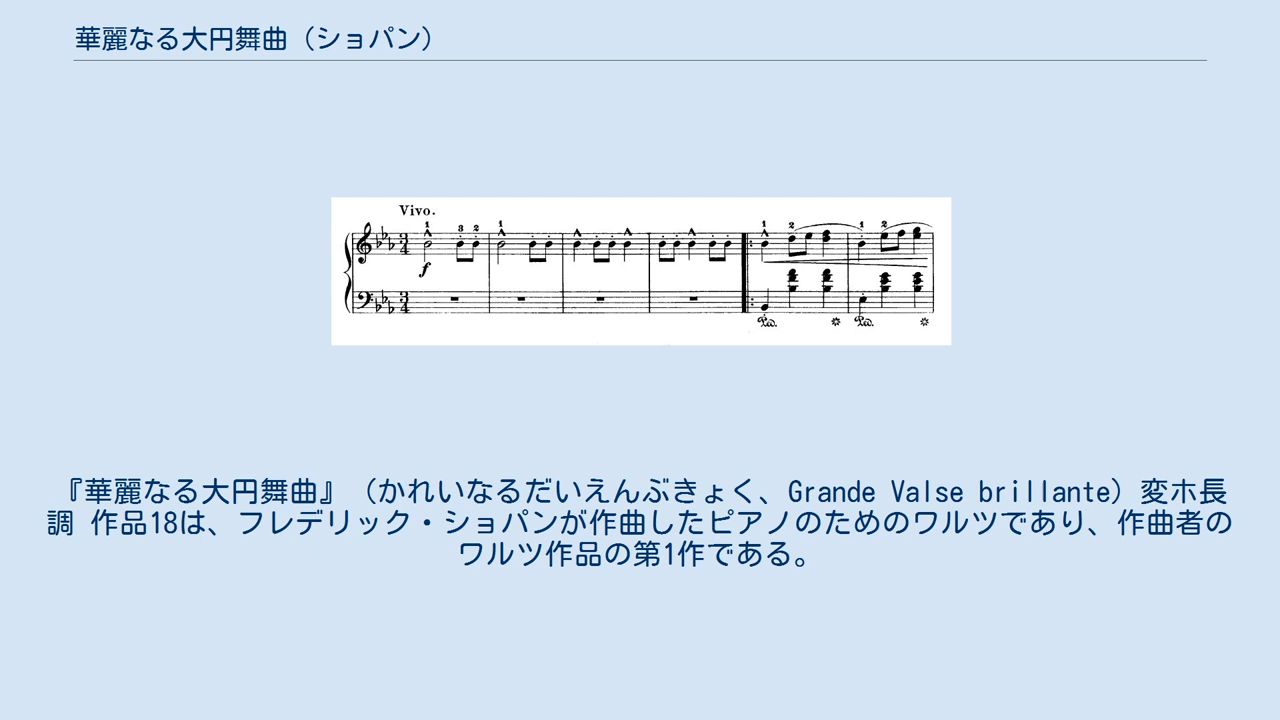 華麗なる大円舞曲（ショパン）
Vivo.
『華麗なる大円舞曲』（かれいなるだいえんぶきょく、Grande Valse brillante）変ホ長
調 作品18は、フレデリック・ショパンが作曲したピアノのためのワルツであり、作曲者の
ワルツ作品の第1作である。